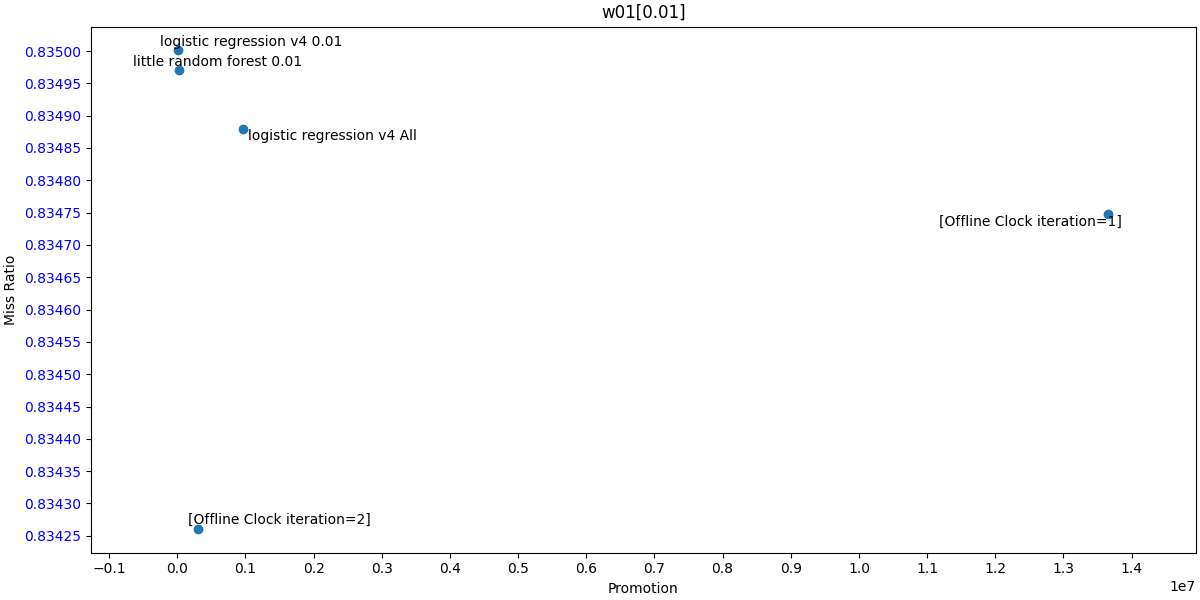 w01[0.01]
logistic regression v4 0.01
little random forest 0.01
logistic regression v4 All
[Offline Clock iteration=1]
[Offline Clock iteration=2]
Miss Ratio
0.83500
0.83495
0.83490
0.83485
0.83480
0.83475
0.83470
0.83465
0.83460
0.83455
0.83450
0.83445
0.83440
0.83435
0.83430
0.83425
−0.1 0.0 0.1 0.2 0.3 0.4 0.5 0.6 0.7 0.8 0.9 1.0 1.1 1.2 1.3 1.4
1e7
Promotion